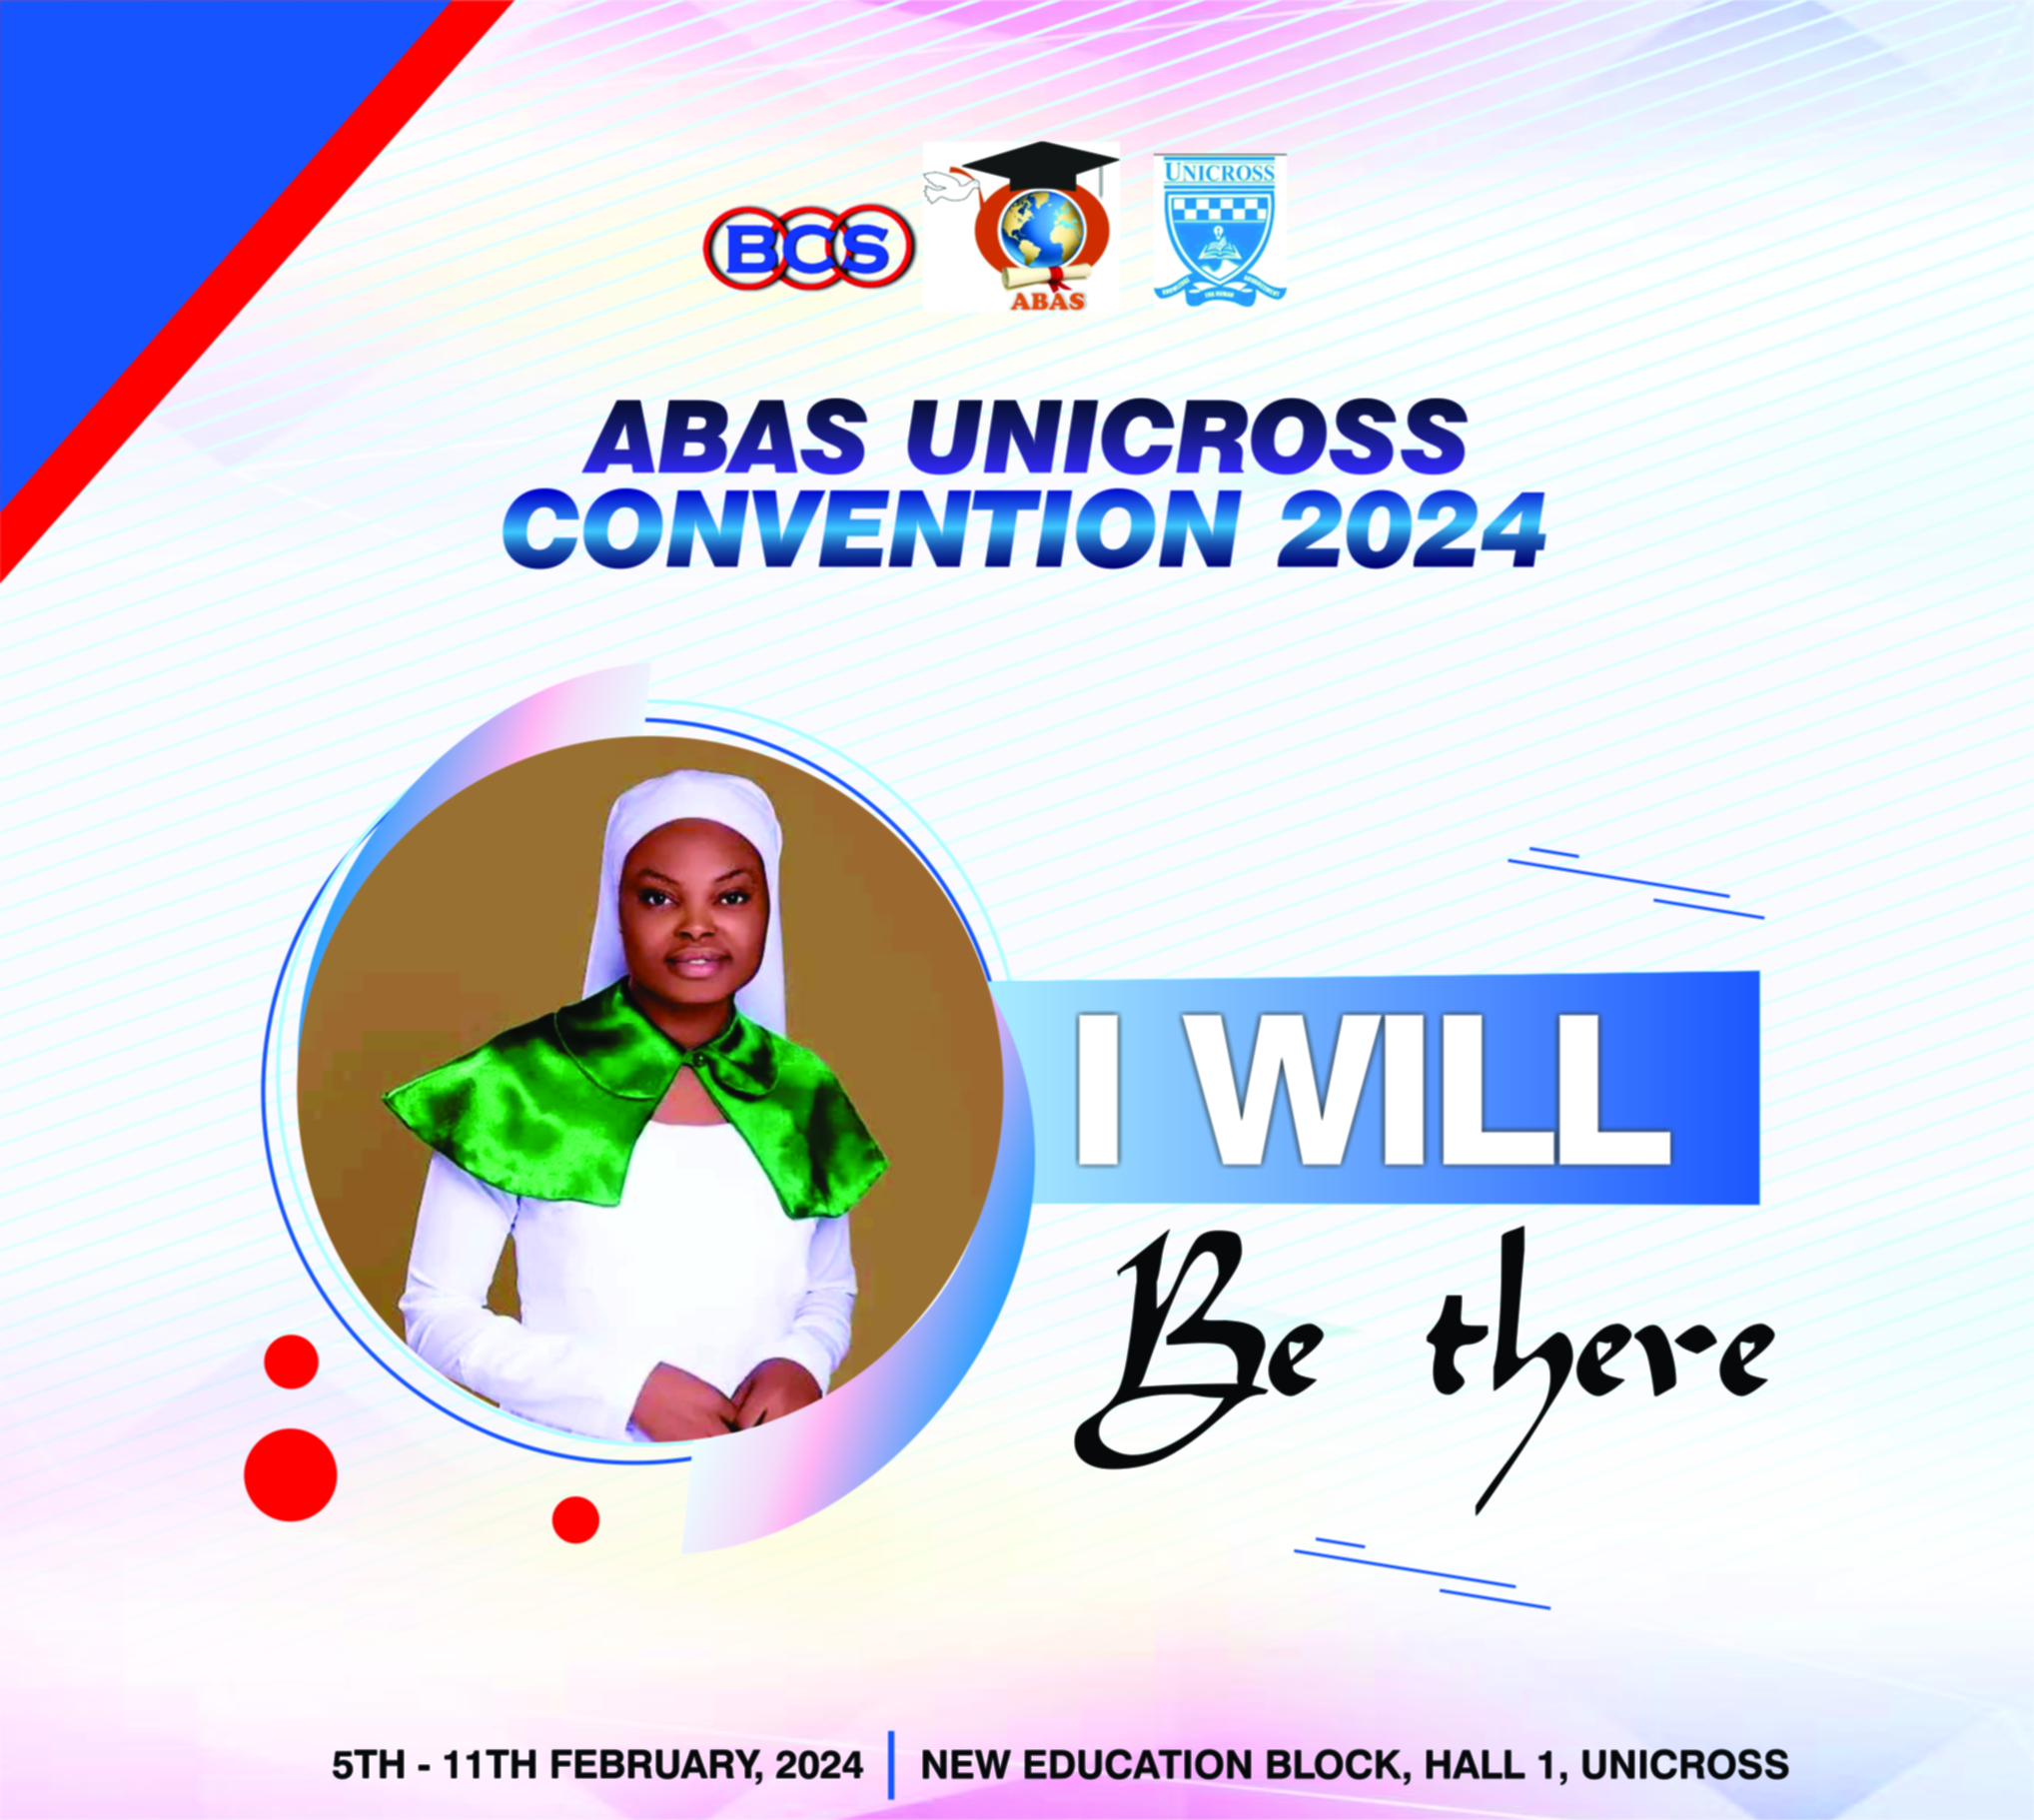 BCS
ABAS
UNICROSS
ABAS UNICROSS
CONVENTION 2024
I WILL
Be there
5TH - 11TH FEBRUARY, 2024 | NEW EDUCATION BLOCK, HALL 1, UNICROSS